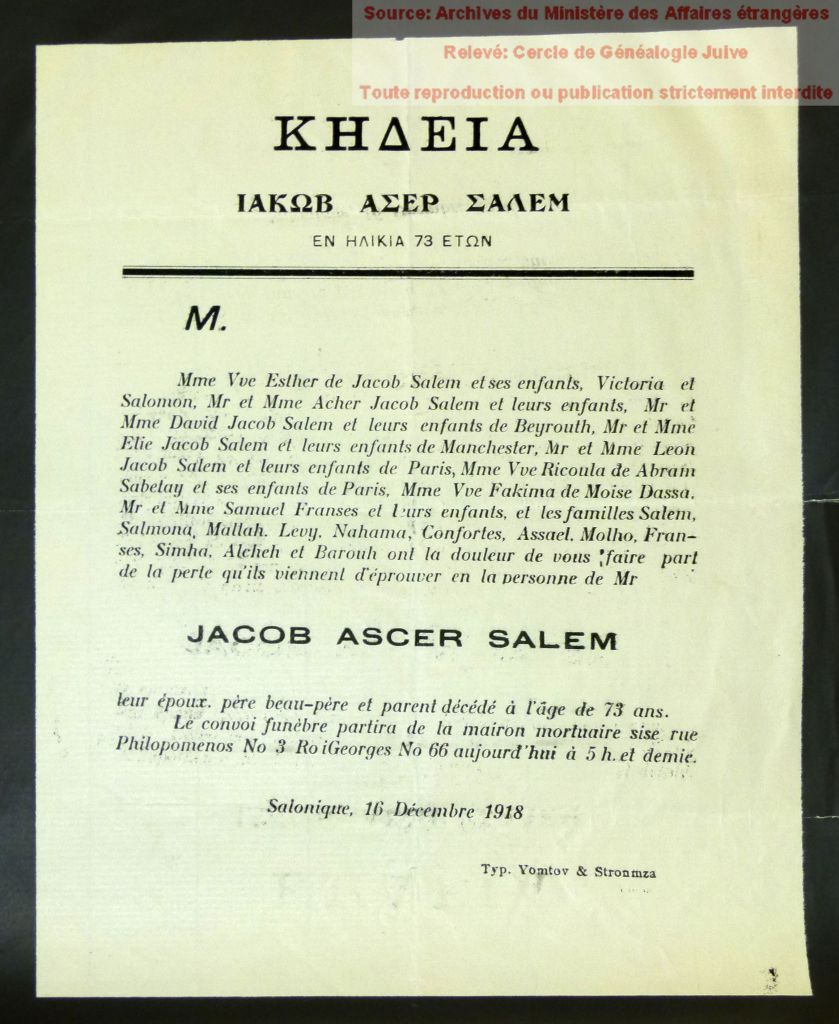 Source: Archives du Ministère des Affaires étrangères
Relevé: Cercle de Généalogie Juive
Toute reproduction ou publication strictement interdite
ΚΗΔΕΙΑ
ΙΑΚΩΒ ΑΣΕΡ ΣΑΛΕΜ
ΕΝ ΗΛΙΚΙΑ 73 ΕΤΩΝ
M.
Mme Vve Esther de Jacob Salem et ses enfants, Victoria et
Salomon, Mr et Mme Acher Jacob Salem et leurs enfants, Mr et
Mme David Jacob Salem et leurs enfants de Beyrouth, Mr et Mme
Elie Jacob Salem et leurs enfants de Manchester, Mr et Mme Leon
Jacob Salem et leurs enfants de Paris, Mme Vve Ricoula de Abram
Sabetay et ses enfants de Paris, Mme Vve Fakima de Moise Dassa.
Mr et Mme Samuel Franses et leurs enfants, et les familles Salem,
Salmona, Mallah. Levy, Nahama, Confortes, Assael, Molho, Fran-
ses, Simha, Alcheh et Barouh ont la douleur de vous faire part
de la perte qu'ils viennent d'éprouver en la personne de Mr
JACOB ASCER SALEM
leur époux. père beau-père et parent décédé à l'âge de 73 ans.
Le convoi funèbre partira de la mairon mortuaire sise rue
Philopomenos No 3 Roi Georges No 66 aujourd'hui à 5 h. et demie.
Salonique, 16 Décembre 1918
Typ. Yomtov & Stronmza